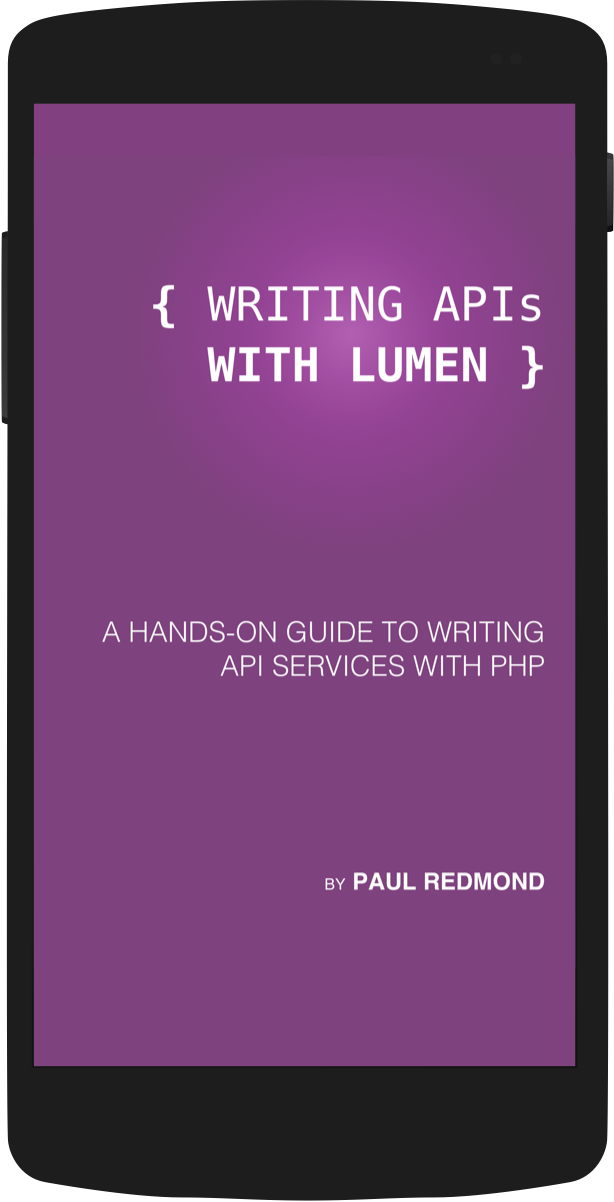 { WRITING APIs
WITH LUMEN }
A HANDS-ON GUIDE TO WRITING
API SERVICES WITH PHP
BY PAUL REDMOND